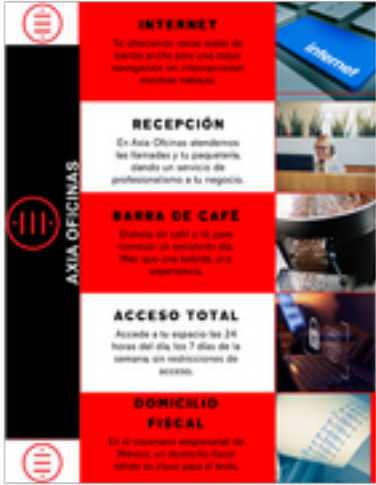 AXIA OFICINAS
INTERNET
Te ofrecemos varias redes de
banda ancha para una mejor
navegación sin interrupciones
mientras trabajas.
internet
RECEPCIÓN
En Axia Oficinas atendemos
las llamadas y tu paquetería,
dando un servicio de
profesionalismo a tu negocio.
BARRA DE CAFÉ
Disfruta de café o té, para
comenzar un excelente día.
Más que una bebida, una
experiencia.
ACCESO TOTAL
Accede a tu espacio las 24
horas del día, los 7 días de la
semana, sin restricciones de
acceso.
DOMICILIO
FISCAL
En el escenario empresarial de
México, un domicilio fiscal
sólido es clave para el éxito.